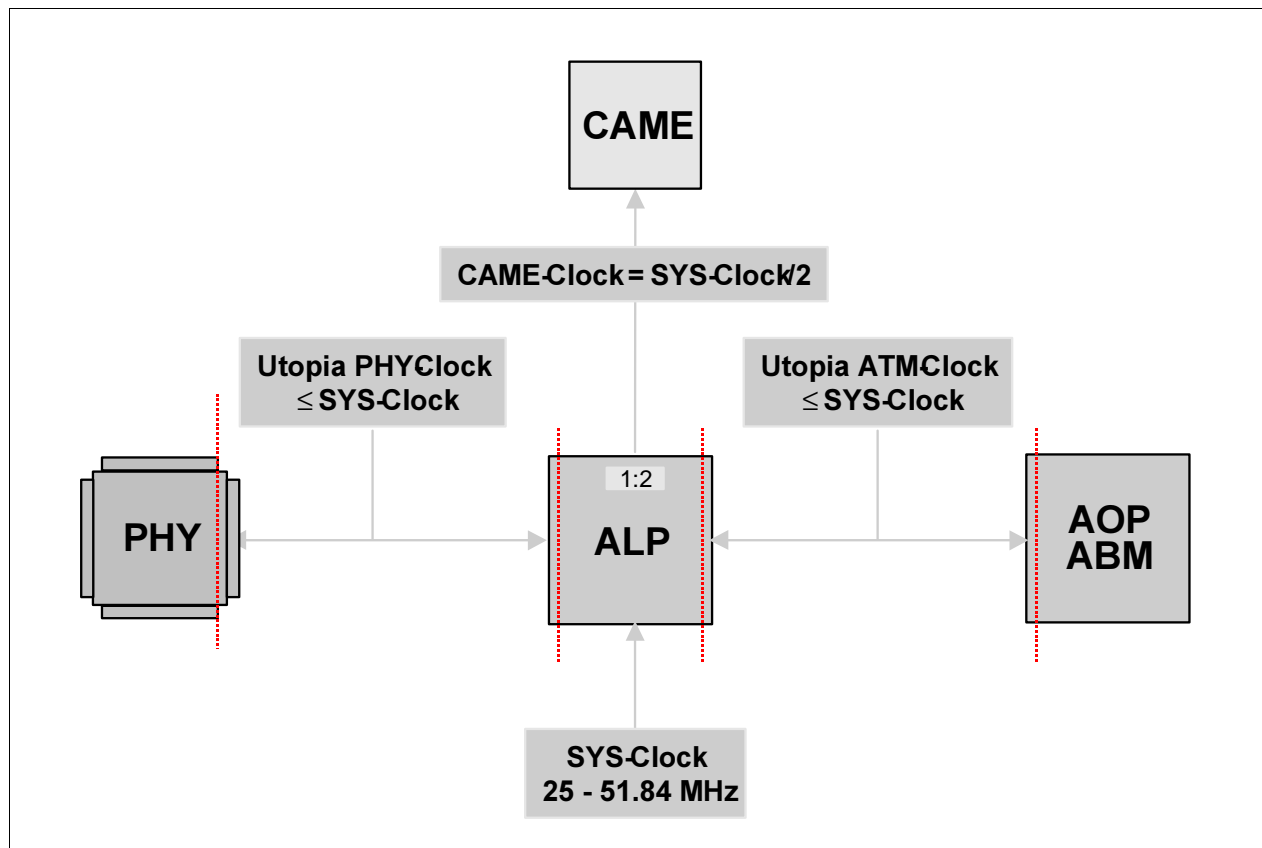 CAME
CAME-Clock = SYS-Clock/2
Utopia PHY-Clock
≤ SYS-Clock
Utopia ATM-Clock
≤ SYS-Clock
1:2
PHY
ALP
AOP
ABM
SYS-Clock
25 - 51.84 MHz